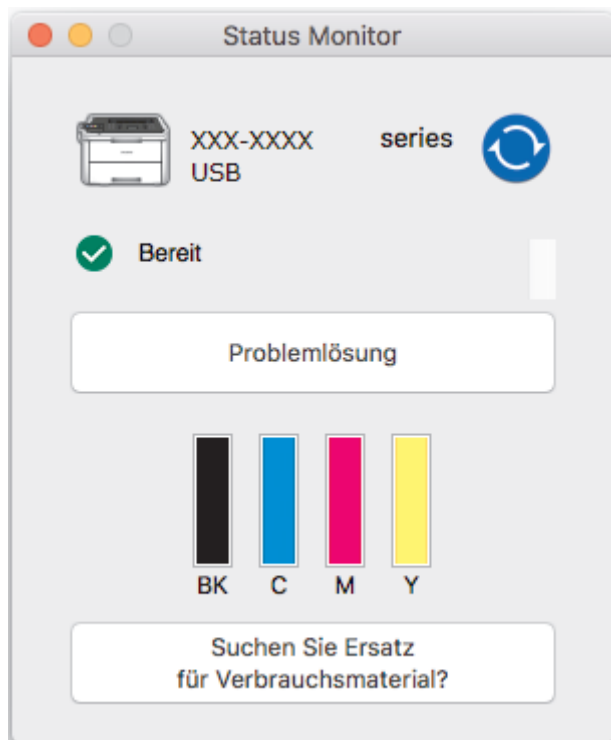 Status Monitor
XXX-XXXX series
USB
Bereit
Problemlösung
BK C M Y
Suchen Sie Ersatz
für Verbrauchsmaterial?